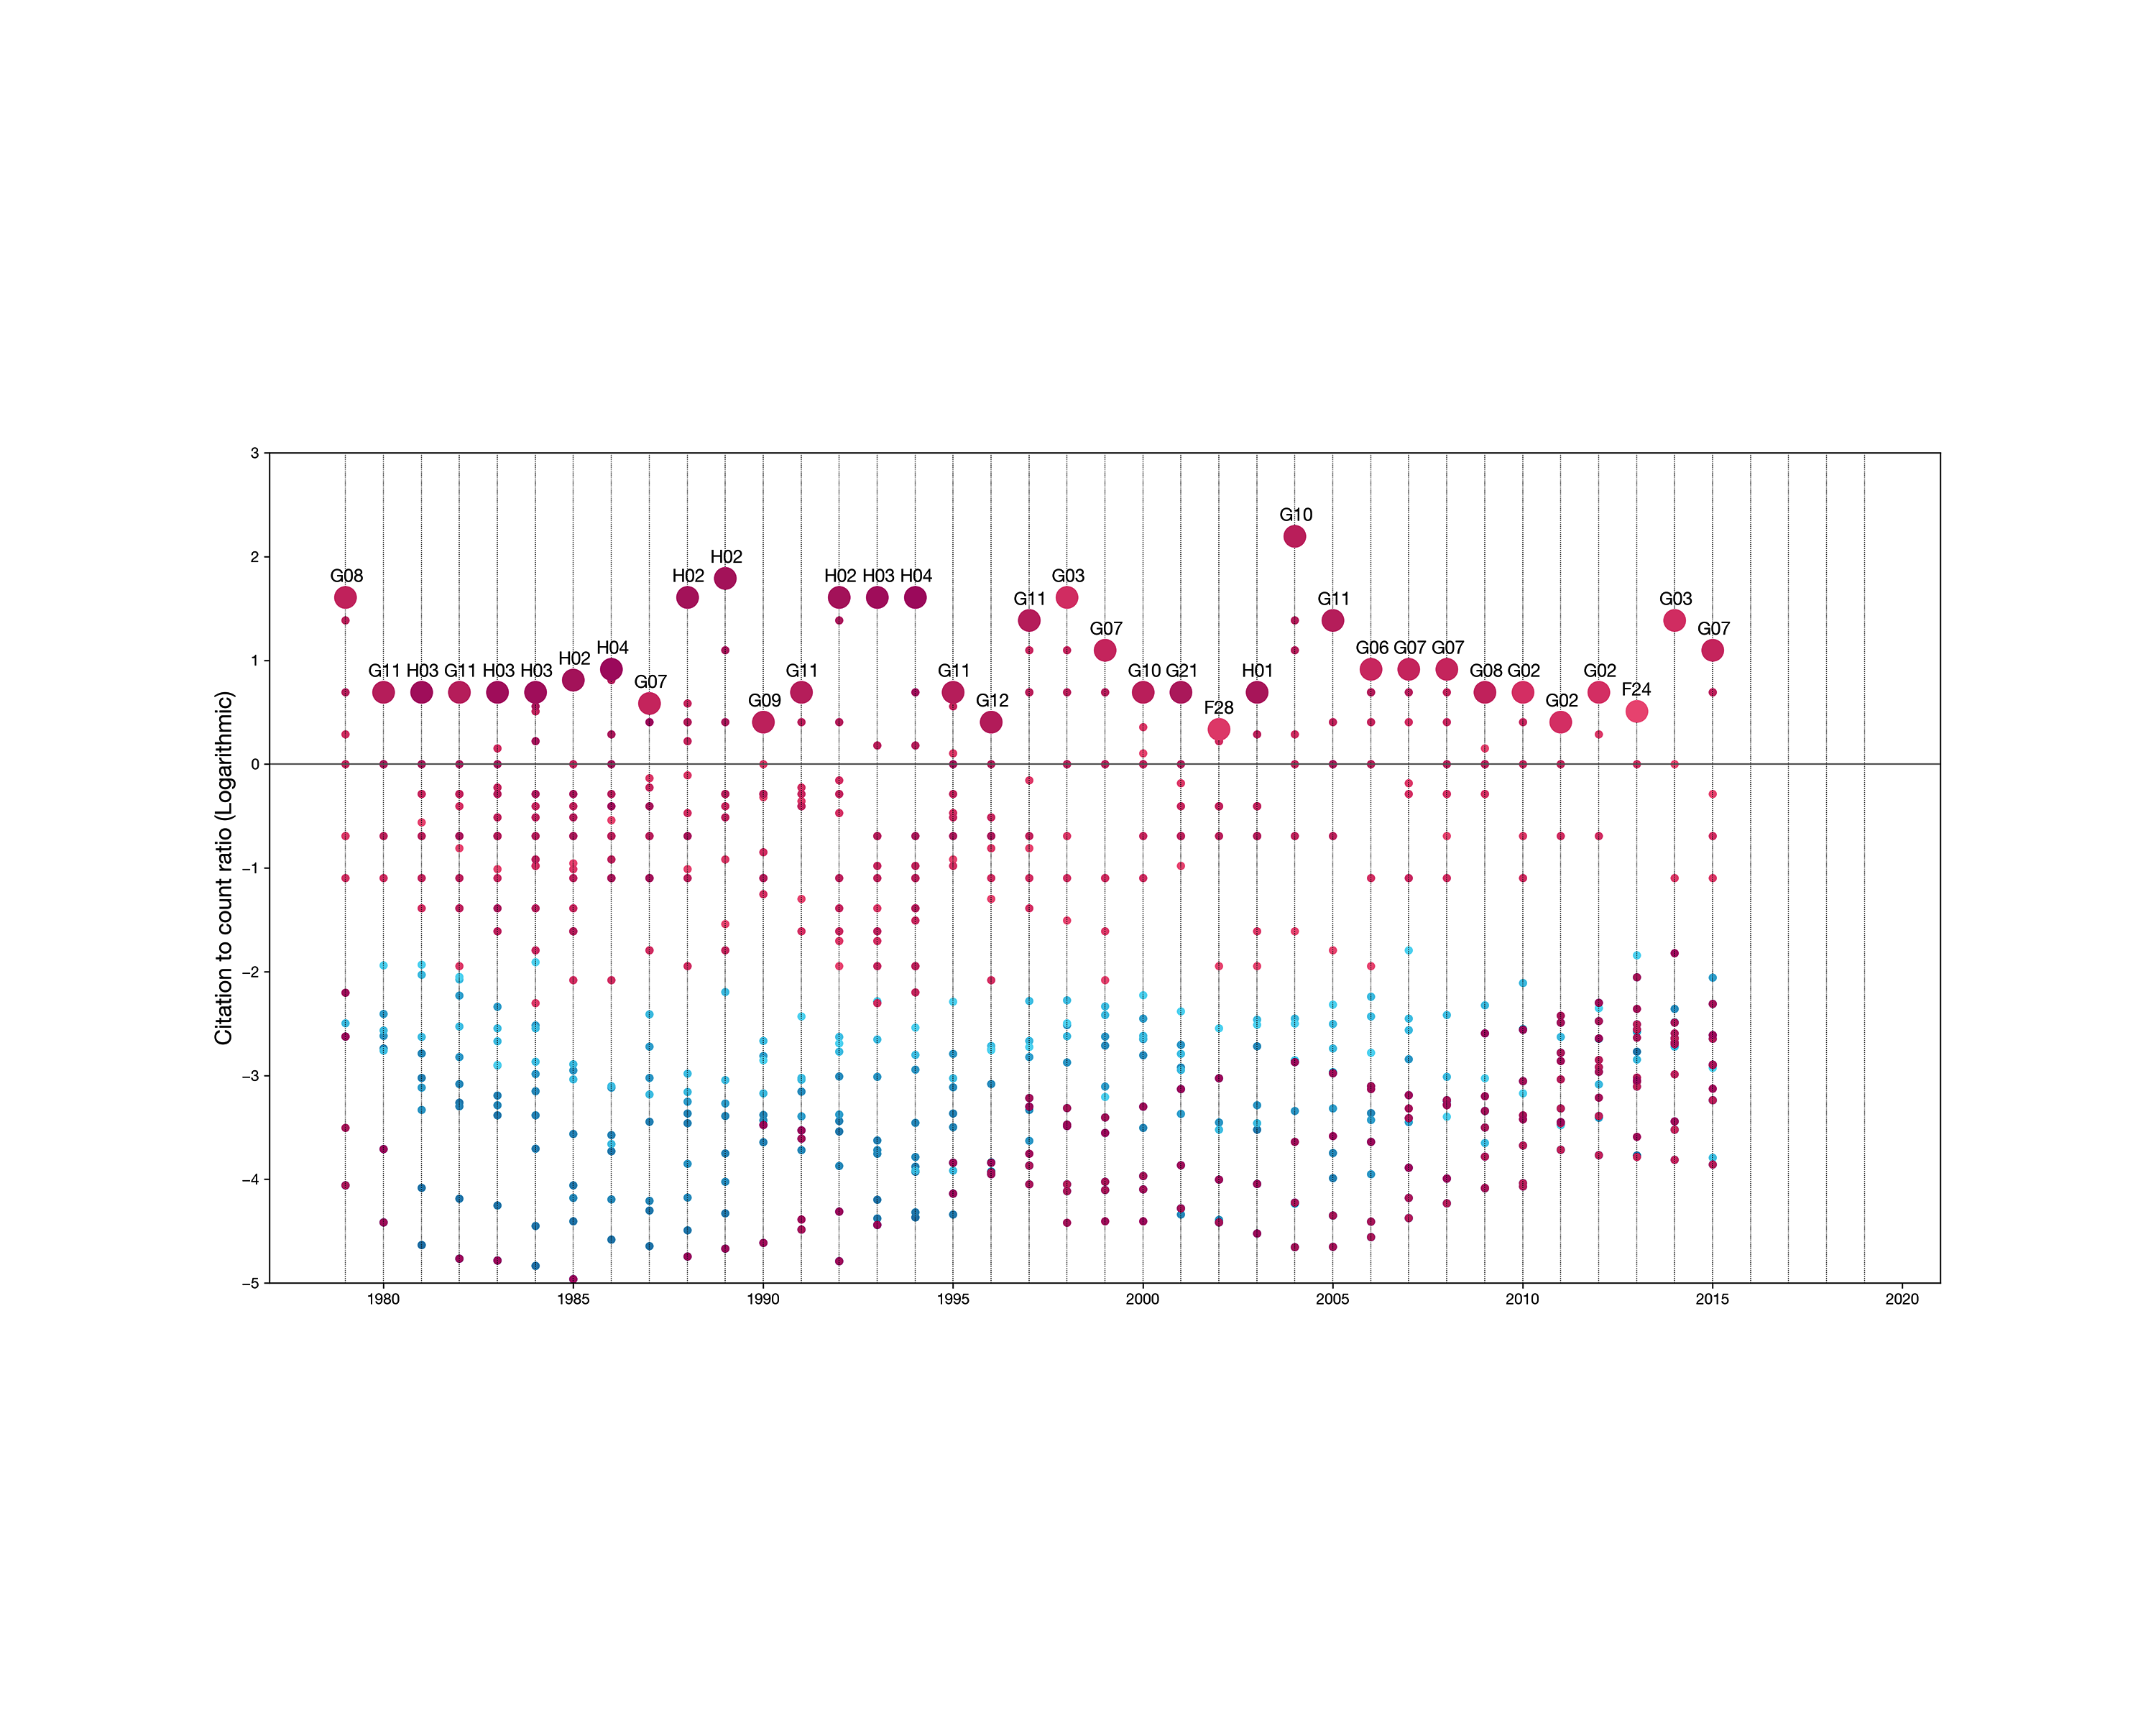 3
G10
2
H02
G08
H02
H02
H03
H04
G03
G11
G11
G03
G07
G07
1
G11
H03
G11
H03
H03
H02
H04
G07
G09
G11
G11
G12
G10
G21
F28
H01
G06
G07
G07
G08
G02
G02
G02
F24
0
−1
−2
−3
−4
−5
Citation to count ratio (Logarithmic)
1980
1985
1990
1995
2000
2005
2010
2015
2020